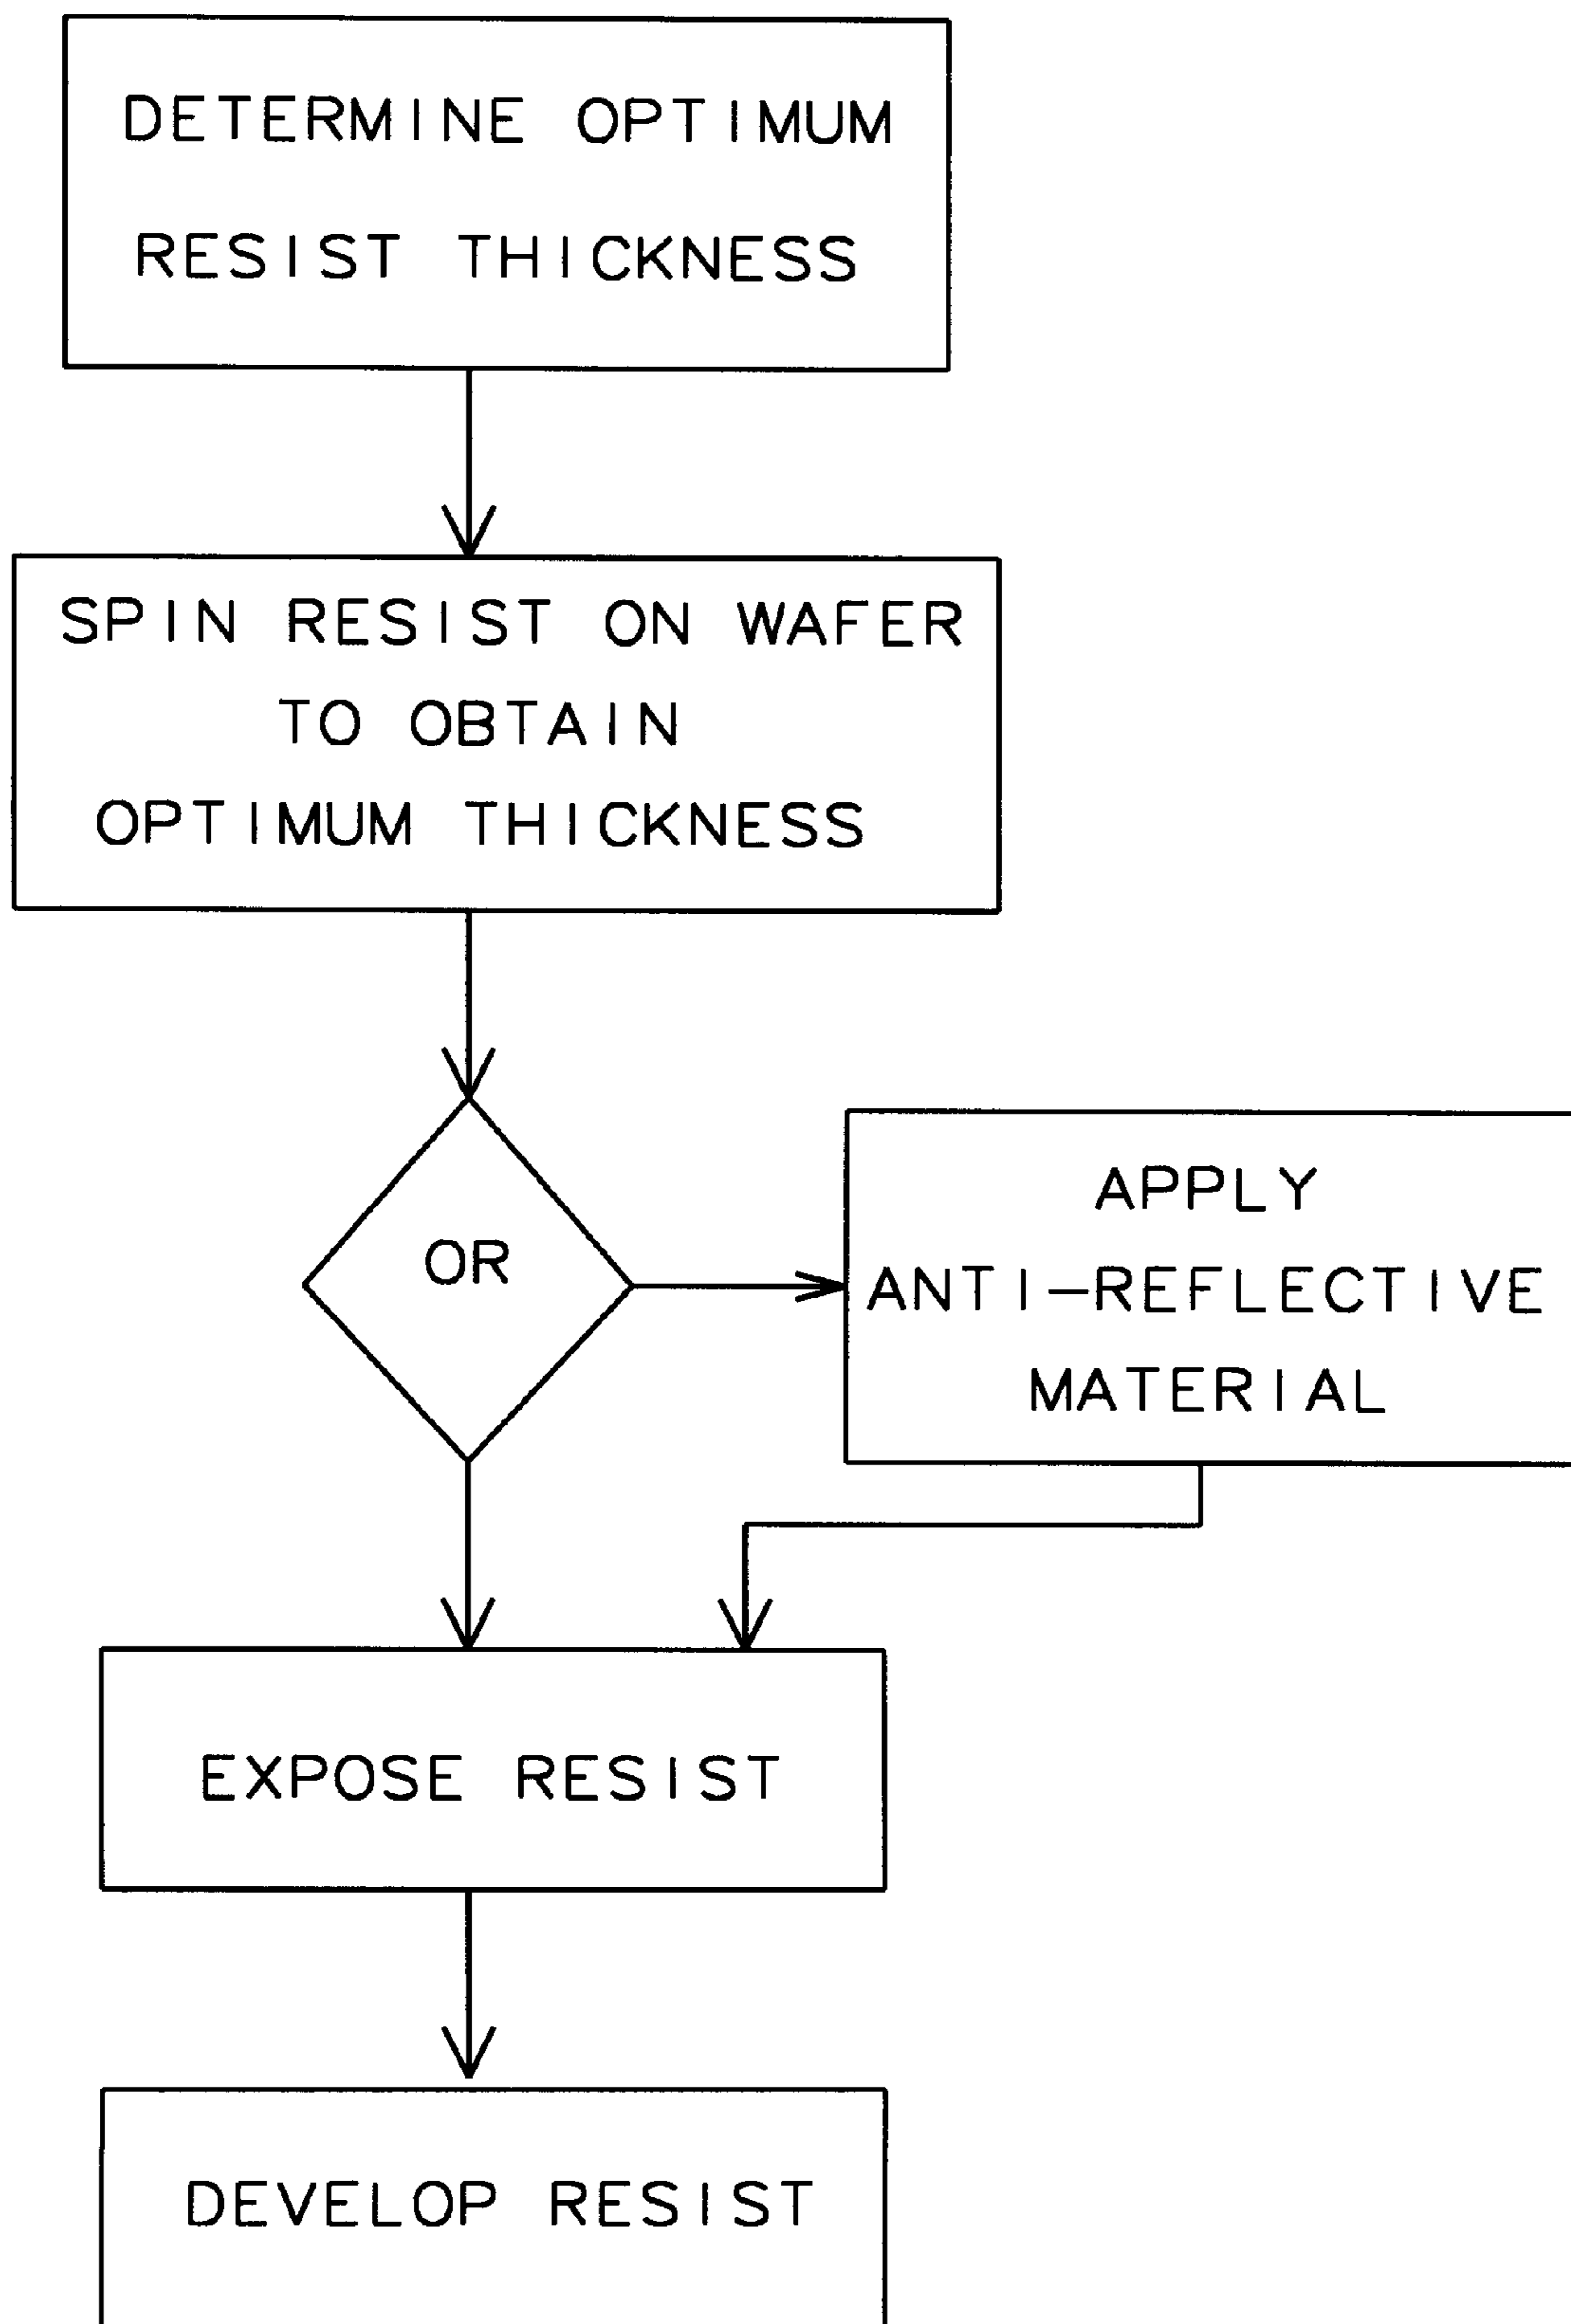 DETERMINE OPTIMUM
RESIST THICKNESS
SPIN RESIST ON WAFER
TO OBTAIN
OPTIMUM THICKNESS
OR
APPLY
ANTI-REFLECTIVE
MATERIAL
EXPOSE RESIST
DEVELOP RESIST